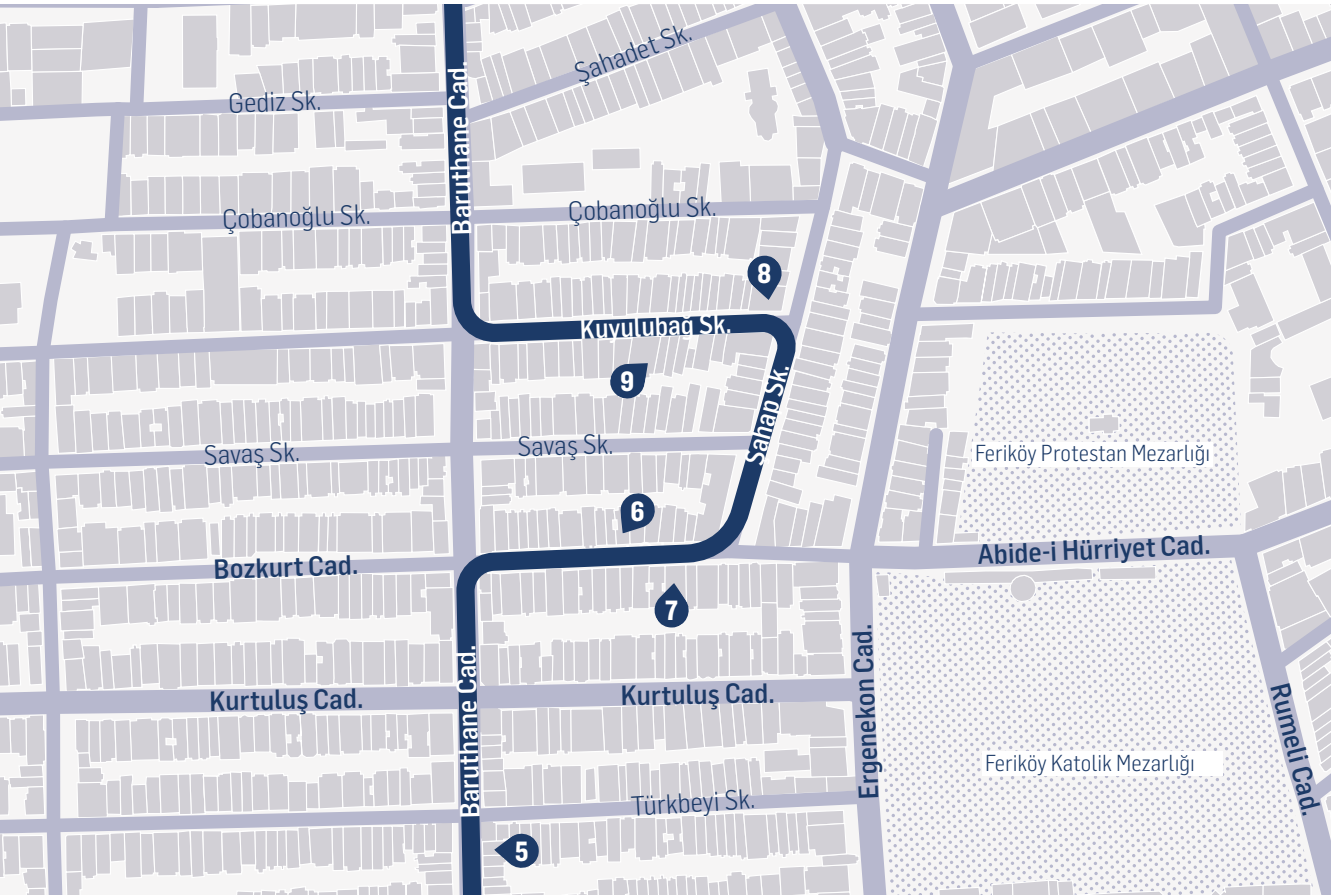 Şahadet Sk.
Gediz Sk.
Baruthane Cad.
Çobanoğlu Sk.
Çobanoğlu Sk.
8
Kuyulubağ Sk.
9
Şahap Sk.
Savaş Sk.
Savaş Sk.
Feriköy Protestan Mezarlığı
6
Abide-i Hürriyet Cad.
Bozkurt Cad.
7
Kurtuluş Cad.
Kurtuluş Cad.
Baruthane Cad.
Ergenekon Cad.
Rumeli Cad.
Feriköy Katolik Mezarlığı
Türkbeyi Sk.
5